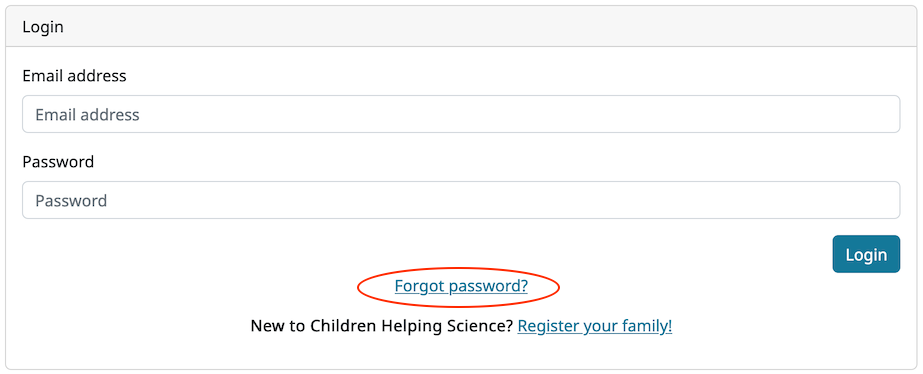 Login
Email address
Email address
Password
Password
Login
Forgot password?
New to Children Helping Science? Register your family!